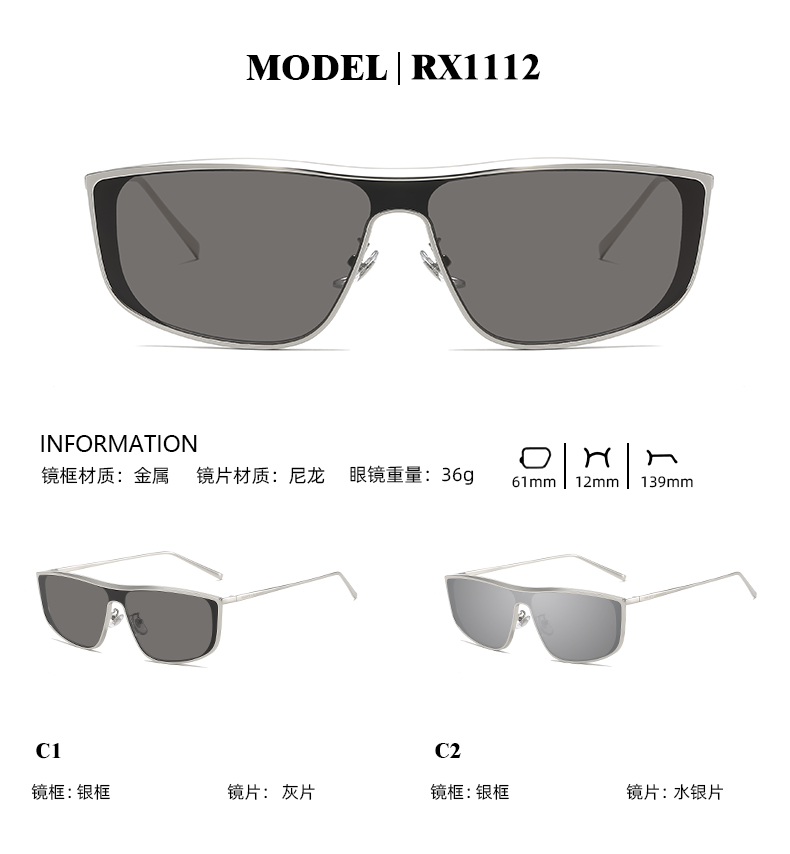 MODEL | RX1112
INFORMATION
镜框材质：金属 镜片材质：尼龙 眼镜重量：36g
61mm 12mm 139mm
C1 C2
镜框：银框 镜片： 灰片 镜框：银框 镜片：水银片